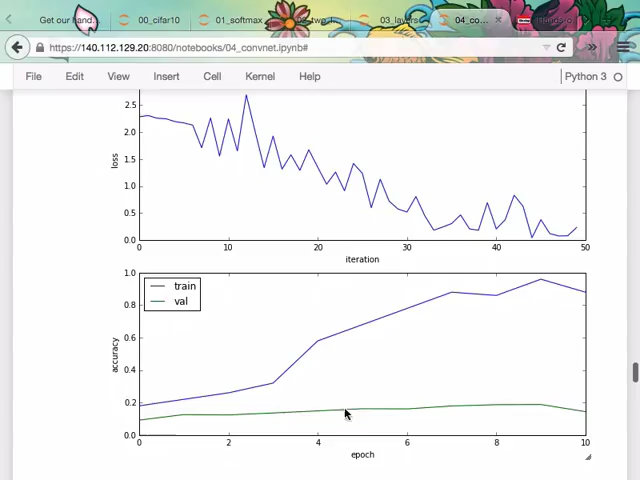 Get our hand...
00_cifar10
01_softmax
03_layers
04_co...
https://140.112.129.20:8080/notebooks/04_convnet.ipynb#
File Edit View Insert Cell Kernel Help
Python 3
2.5
2.0
1.5
1.0
0.5
0.0
loss
0 10 20 30 40 50
iteration
1.0
0.8
0.6
0.4
0.2
0.0
accuracy
train
val
0 2 4 6 8 10
epoch